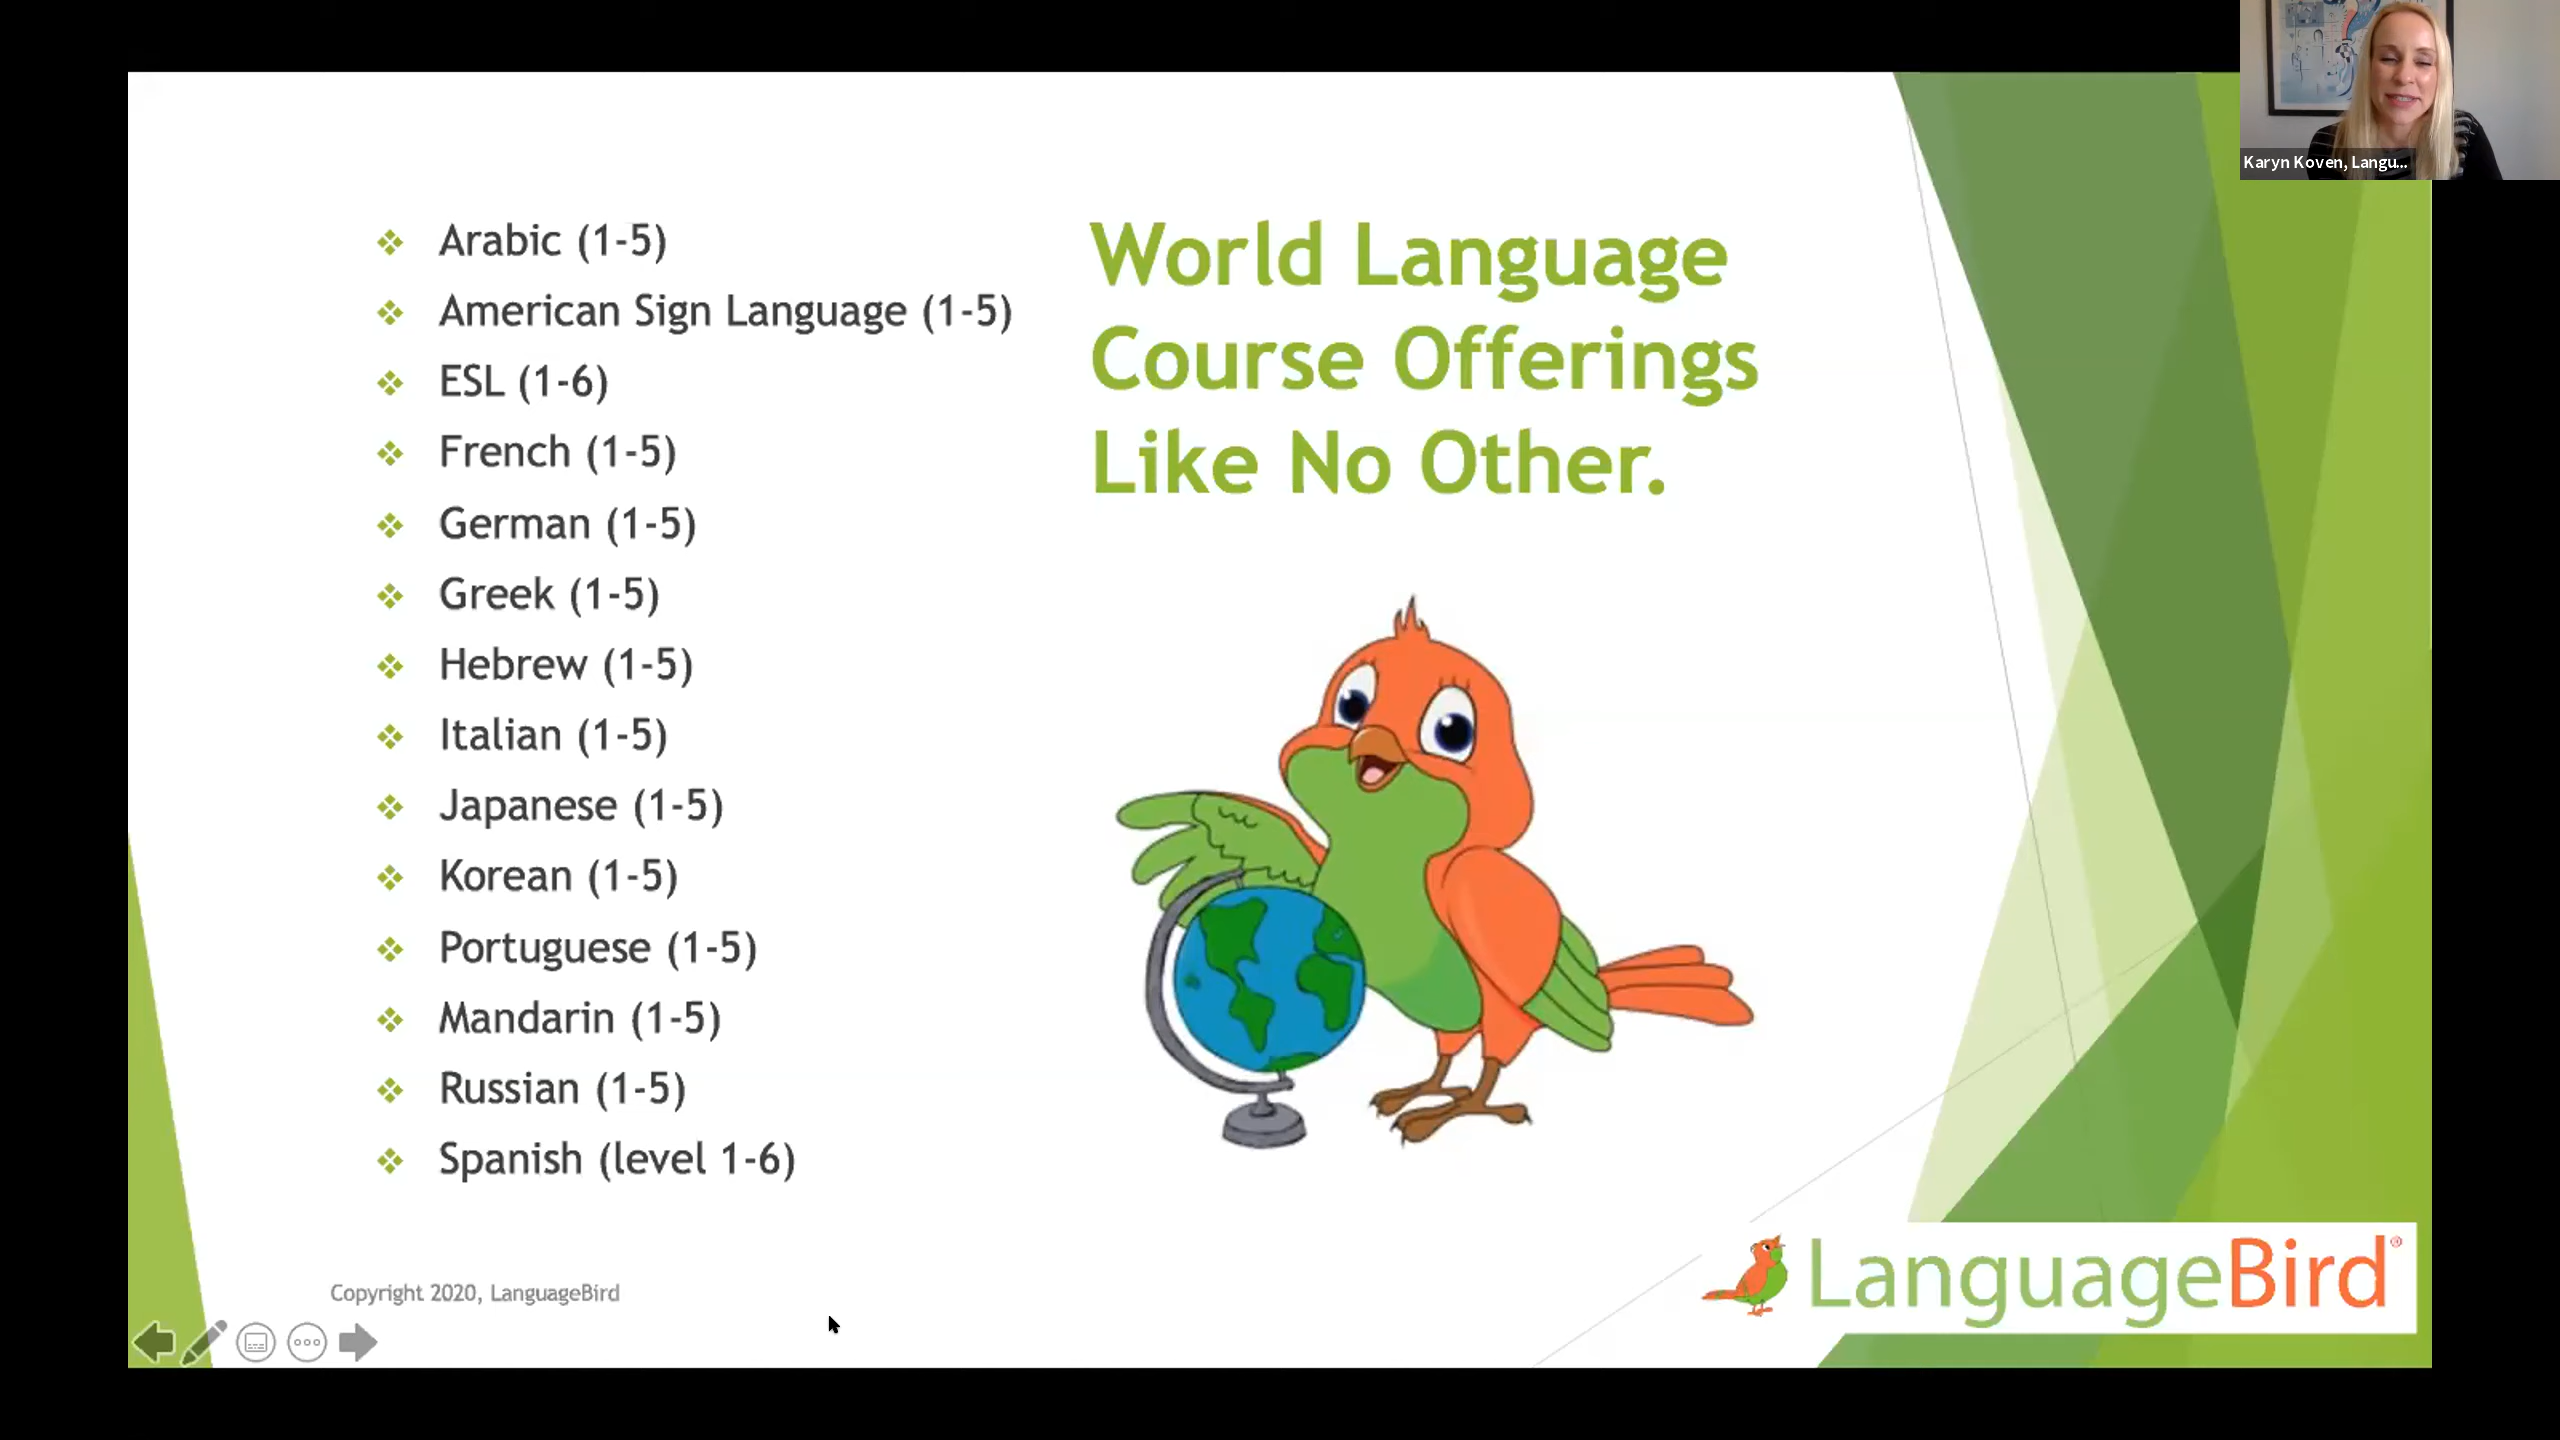 Karyn Koven, Langu...
World Language
Course Offerings
Like No Other.
Arabic (1-5)
American Sign Language (1-5)
ESL (1-6)
French (1-5)
German (1-5)
Greek (1-5)
Hebrew (1-5)
Italian (1-5)
Japanese (1-5)
Korean (1-5)
Portuguese (1-5)
Mandarin (1-5)
Russian (1-5)
Spanish (level 1-6)
Copyright 2020, LanguageBird
LanguageBird®